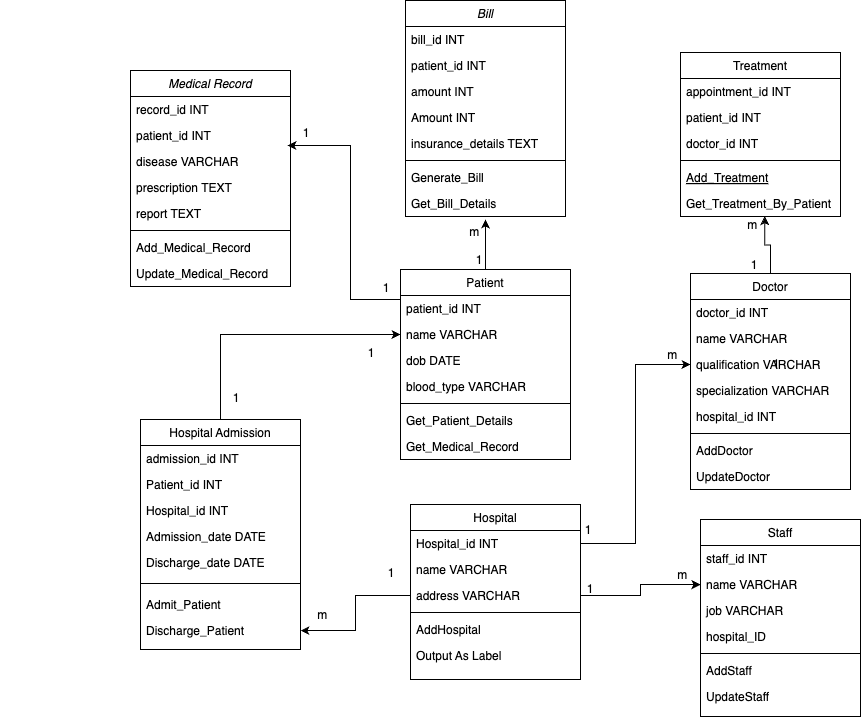 Bill
bill_id INT
patient_id INT
amount INT
Amount INT
insurance_details TEXT
Generate_Bill
Get_Bill_Details
Treatment
appointment_id INT
patient_id INT
doctor_id INT
Add_Treatment
Get_Treatment_By_Patient
Medical Record
record_id INT
patient_id INT
disease VARCHAR
prescription TEXT
report TEXT
Add_Medical_Record
Update_Medical_Record
1
1
m
1
m
1
Patient
patient_id INT
name VARCHAR
dob DATE
blood_type VARCHAR
Get_Patient_Details
Get_Medical_Record
Doctor
doctor_id INT
name VARCHAR
qualification VARCHAR
specialization VARCHAR
hospital_id INT
AddDoctor
UpdateDoctor
1
1
m
1
Hospital Admission
admission_id INT
Patient_id INT
Hospital_id INT
Admission_date DATE
Discharge_date DATE
Admit_Patient
Discharge_Patient
Hospital
Hospital_id INT
name VARCHAR
address VARCHAR
AddHospital
Output As Label
1
m
1
1
m
Staff
staff_id INT
name VARCHAR
job VARCHAR
hospital_ID
AddStaff
UpdateStaff